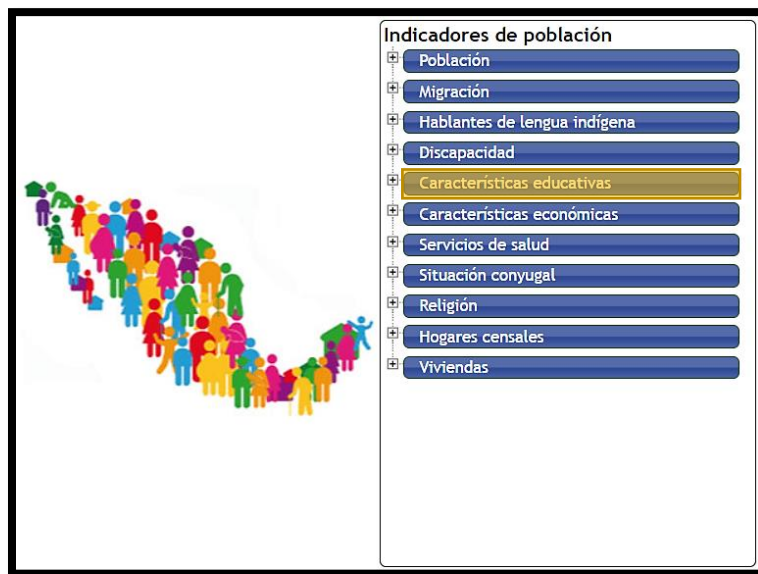 Indicadores de población
Población
Migración
Hablantes de lengua indígena
Discapacidad
Características educativas
Características económicas
Servicios de salud
Situación conyugal
Religión
Hogares censales
Viviendas